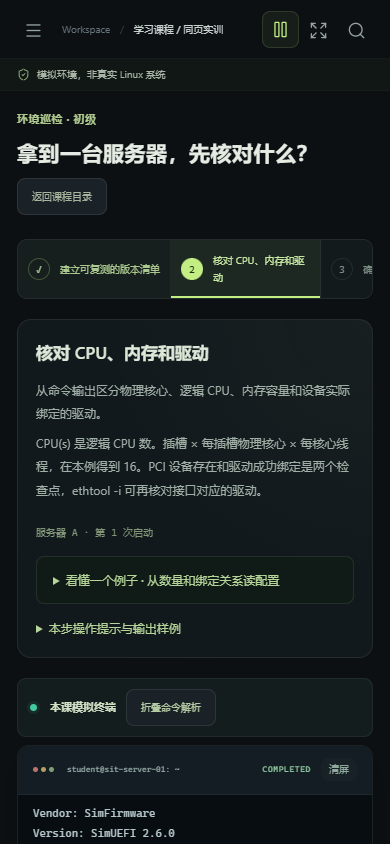 Workspace / 学习课程 / 同页实训
模拟环境，非真实 Linux 系统
环境巡检 · 初级
拿到一台服务器，先核对什么？
返回课程目录
✓ 建立可复测的版本清单
2 核对 CPU、内存和驱
动
3 确
核对 CPU、内存和驱动
从命令输出区分物理核心、逻辑 CPU、内存容量和设备实际
绑定的驱动。
CPU(s) 是逻辑 CPU 数。插槽 × 每插槽物理核心 × 每核心线
程，在本例得到 16。PCI 设备存在和驱动成功绑定是两个检
查点，ethtool -i 可再核对接口对应的驱动。
服务器 A · 第 1 次启动
▶ 看懂一个例子 · 从数量和绑定关系读配置
▶ 本步操作提示与输出样例
本课模拟终端 折叠命令解析
student@sit-server-01: ~ COMPLETED 清屏
Vendor: SimFirmware
Version: SimUEFI 2.6.0